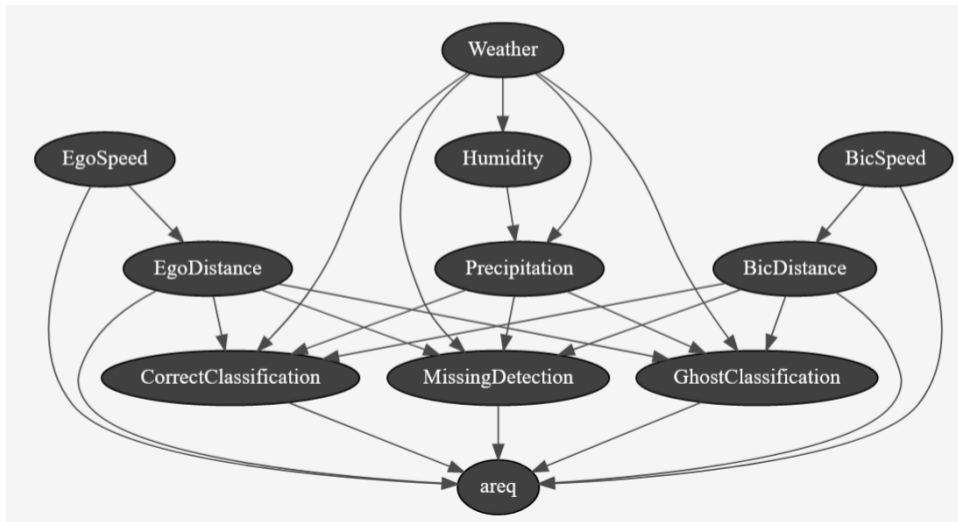 Weather
EgoSpeed
Humidity
BicSpeed
EgoDistance
Precipitation
BicDistance
CorrectClassification
MissingDetection
GhostClassification
areq